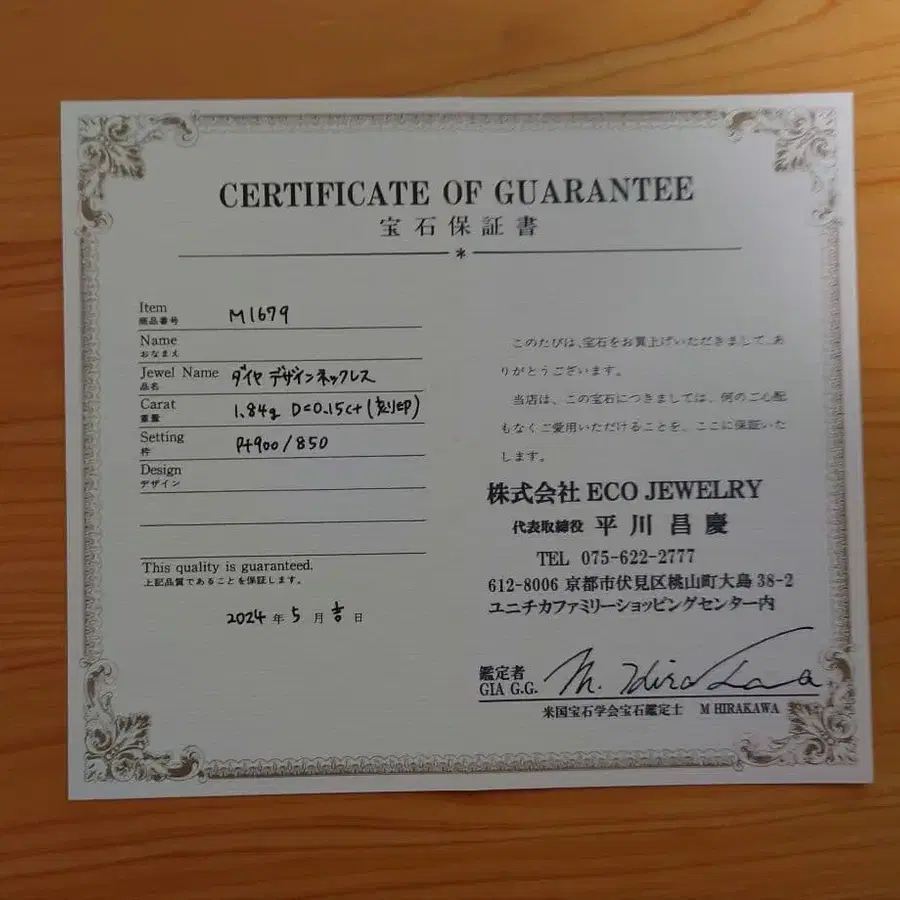 CERTIFICATE OF GUARANTEE
宝石保証書
*
Item
商品番号
M1679
Name
おなまえ
Jewel Name
品名
ダイヤ デザインネックレス
Carat
重量
1.84g D=0.15ct (刻印)
Setting
枠
Pt900/850
Design
デザイン
This quality is guaranteed.
上記品質であることを保証します。
2024年5月吉日
このたびは、宝石をお買上げいただきまして、あ
りがとうございます。
当店は、この宝石につきましては、何のご心配
もなくご愛用いただけることを、ここに保証いた
します。
株式会社 ECO JEWELRY
代表取締役 平川昌慶
TEL 075-622-2777
612-8006 京都市伏見区桃山町大島 38-2
ユニチカファミリーショッピングセンター内
鑑定者
GIA G.G.
M. Hirakawa
米国宝石学会宝石鑑定士 M HIRAKAWA